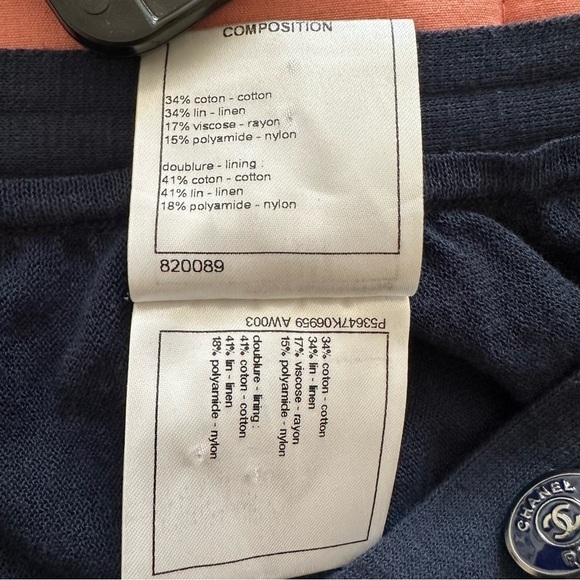 COMPOSITION
34% coton - cotton
34% lin - linen
17% viscose - rayon
15% polyamide - nylon
doublure - lining :
41% coton - cotton
41% lin - linen
18% polyamide - nylon
820089
P53647K06959 AW003
34% coton - cotton
34% lin - linen
17% viscose - rayon
15% polyamide - nylon
doublure - lining :
41% coton - cotton
41% lin - linen
18% polyamide - nylon
CHANEL